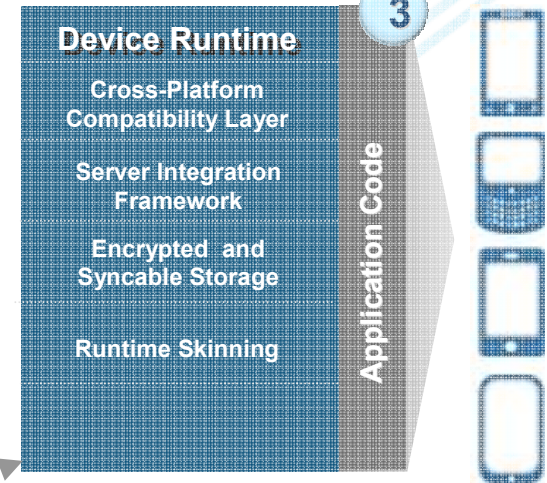 3
Device Runtime
Cross-Platform
Compatibility Layer
Server Integration
Framework
Encrypted and
Syncable Storage
Runtime Skinning
Application Code